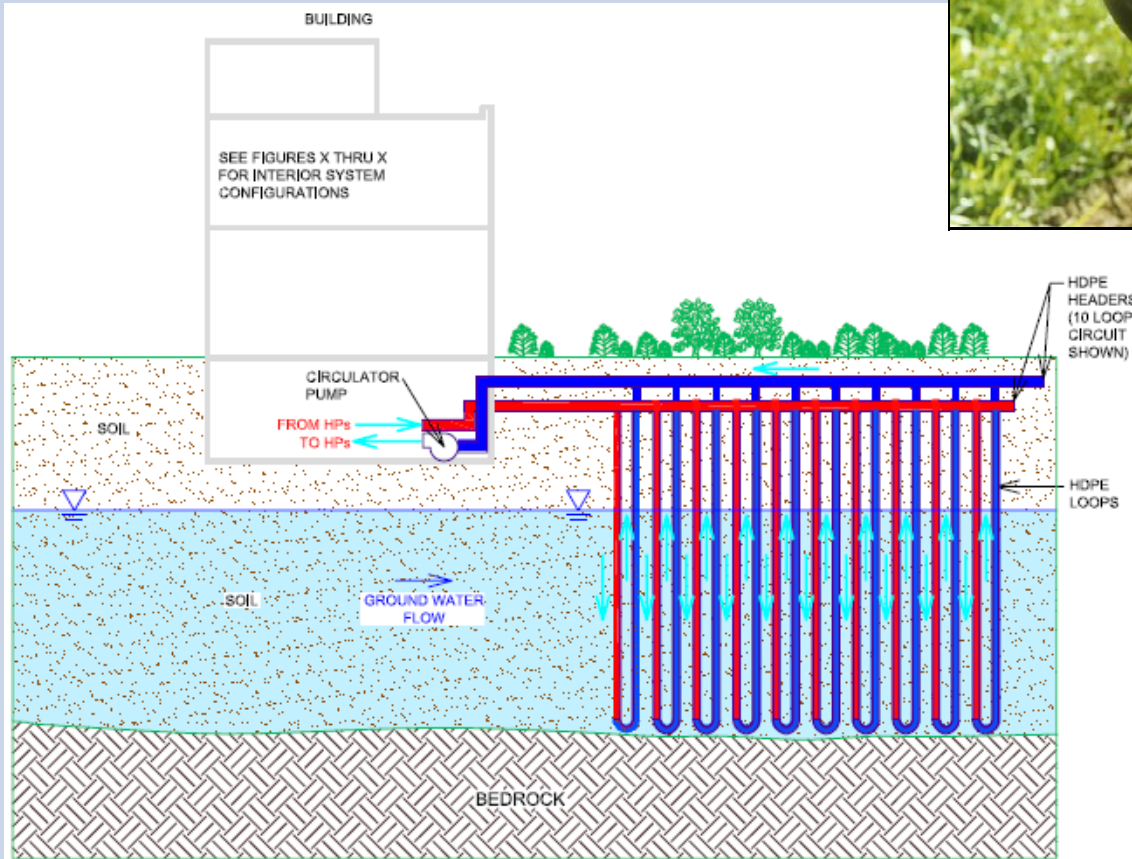 BUILDING
SEE FIGURES X THRU X
FOR INTERIOR SYSTEM
CONFIGURATIONS
HDPE
HEADERS
(10 LOOP
CIRCUIT
SHOWN)
CIRCULATOR
PUMP
FROM HPs
TO HPs
SOIL
HDPE
LOOPS
SOIL
GROUND WATER
FLOW
BEDROCK